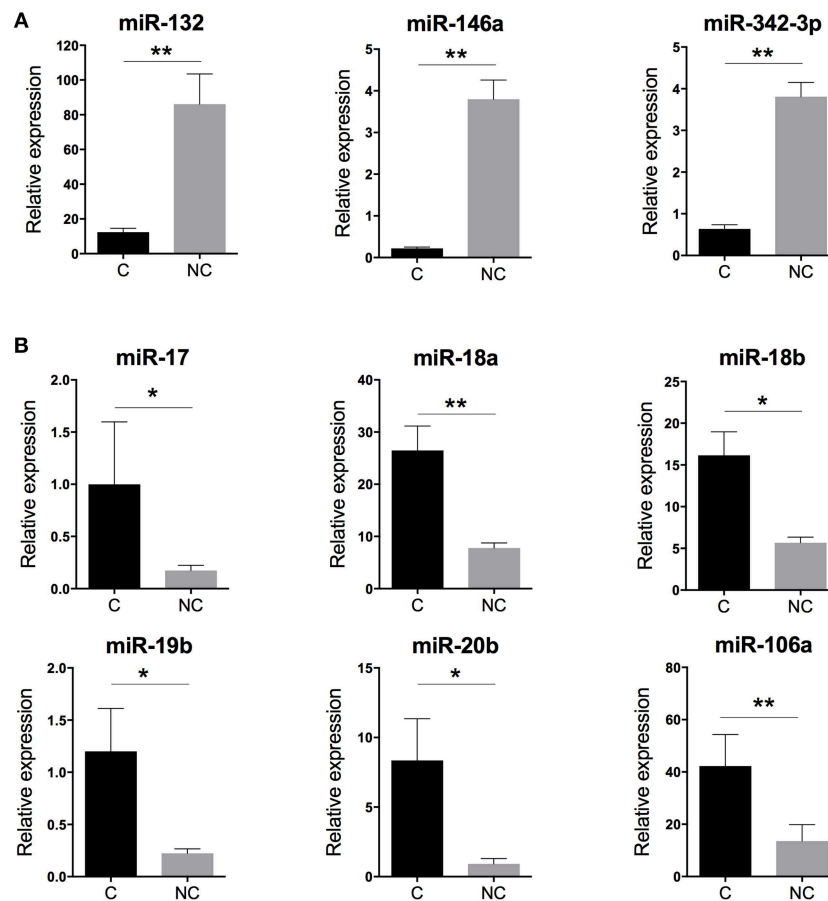 A
miR-132
Relative expression
120
100
80
60
40
20
0
**
C NC
miR-146a
Relative expression
5
4
3
2
1
0
**
C NC
miR-342-3p
Relative expression
5
4
3
2
1
0
**
C NC
B
miR-17
Relative expression
2.0
1.5
1.0
0.5
0.0
*
C NC
miR-18a
Relative expression
40
30
20
10
0
**
C NC
miR-18b
Relative expression
25
20
15
10
5
0
*
C NC
miR-19b
Relative expression
2.0
1.5
1.0
0.5
0.0
*
C NC
miR-20b
Relative expression
15
10
5
0
*
C NC
miR-106a
Relative expression
80
60
40
20
0
**
C NC